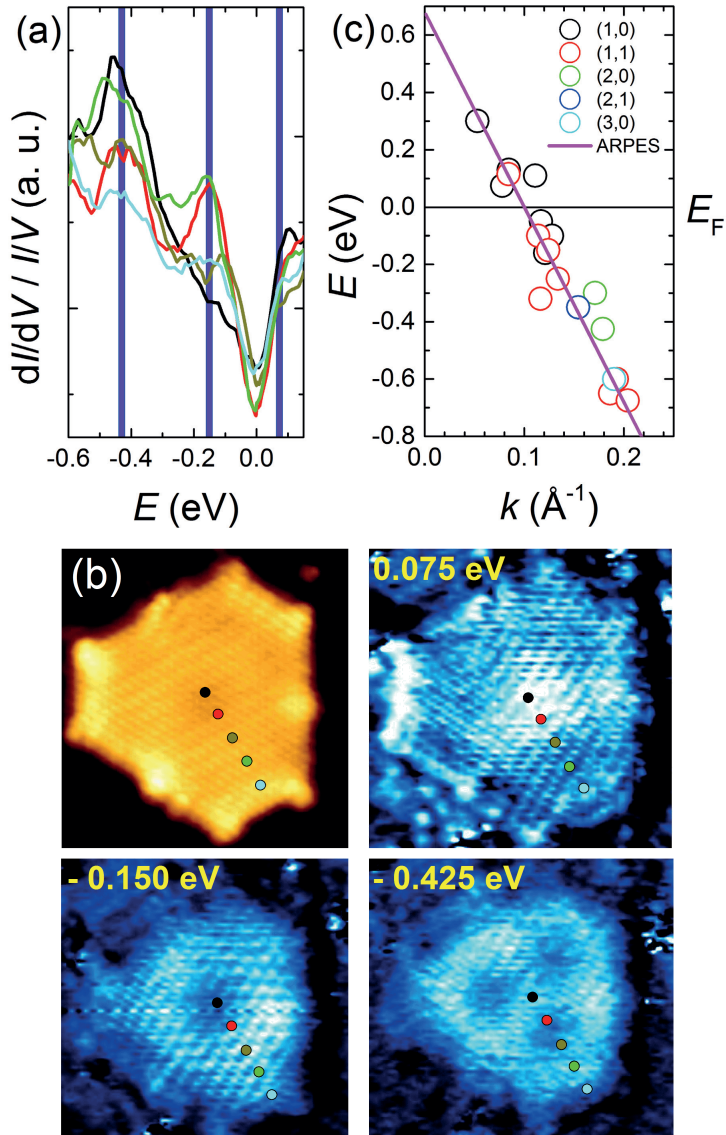 (a)
dI/dV / I/V (a. u.)
-0.6 -0.4 -0.2 0.0
E (eV)
(c)
0.6
0.4
0.2
0.0
-0.2
-0.4
-0.6
-0.8
E (eV)
(1,0)
(1,1)
(2,0)
(2,1)
(3,0)
ARPES
EF
0.0 0.1 0.2
k (Å-1)
(b)
0.075 eV
- 0.150 eV
- 0.425 eV